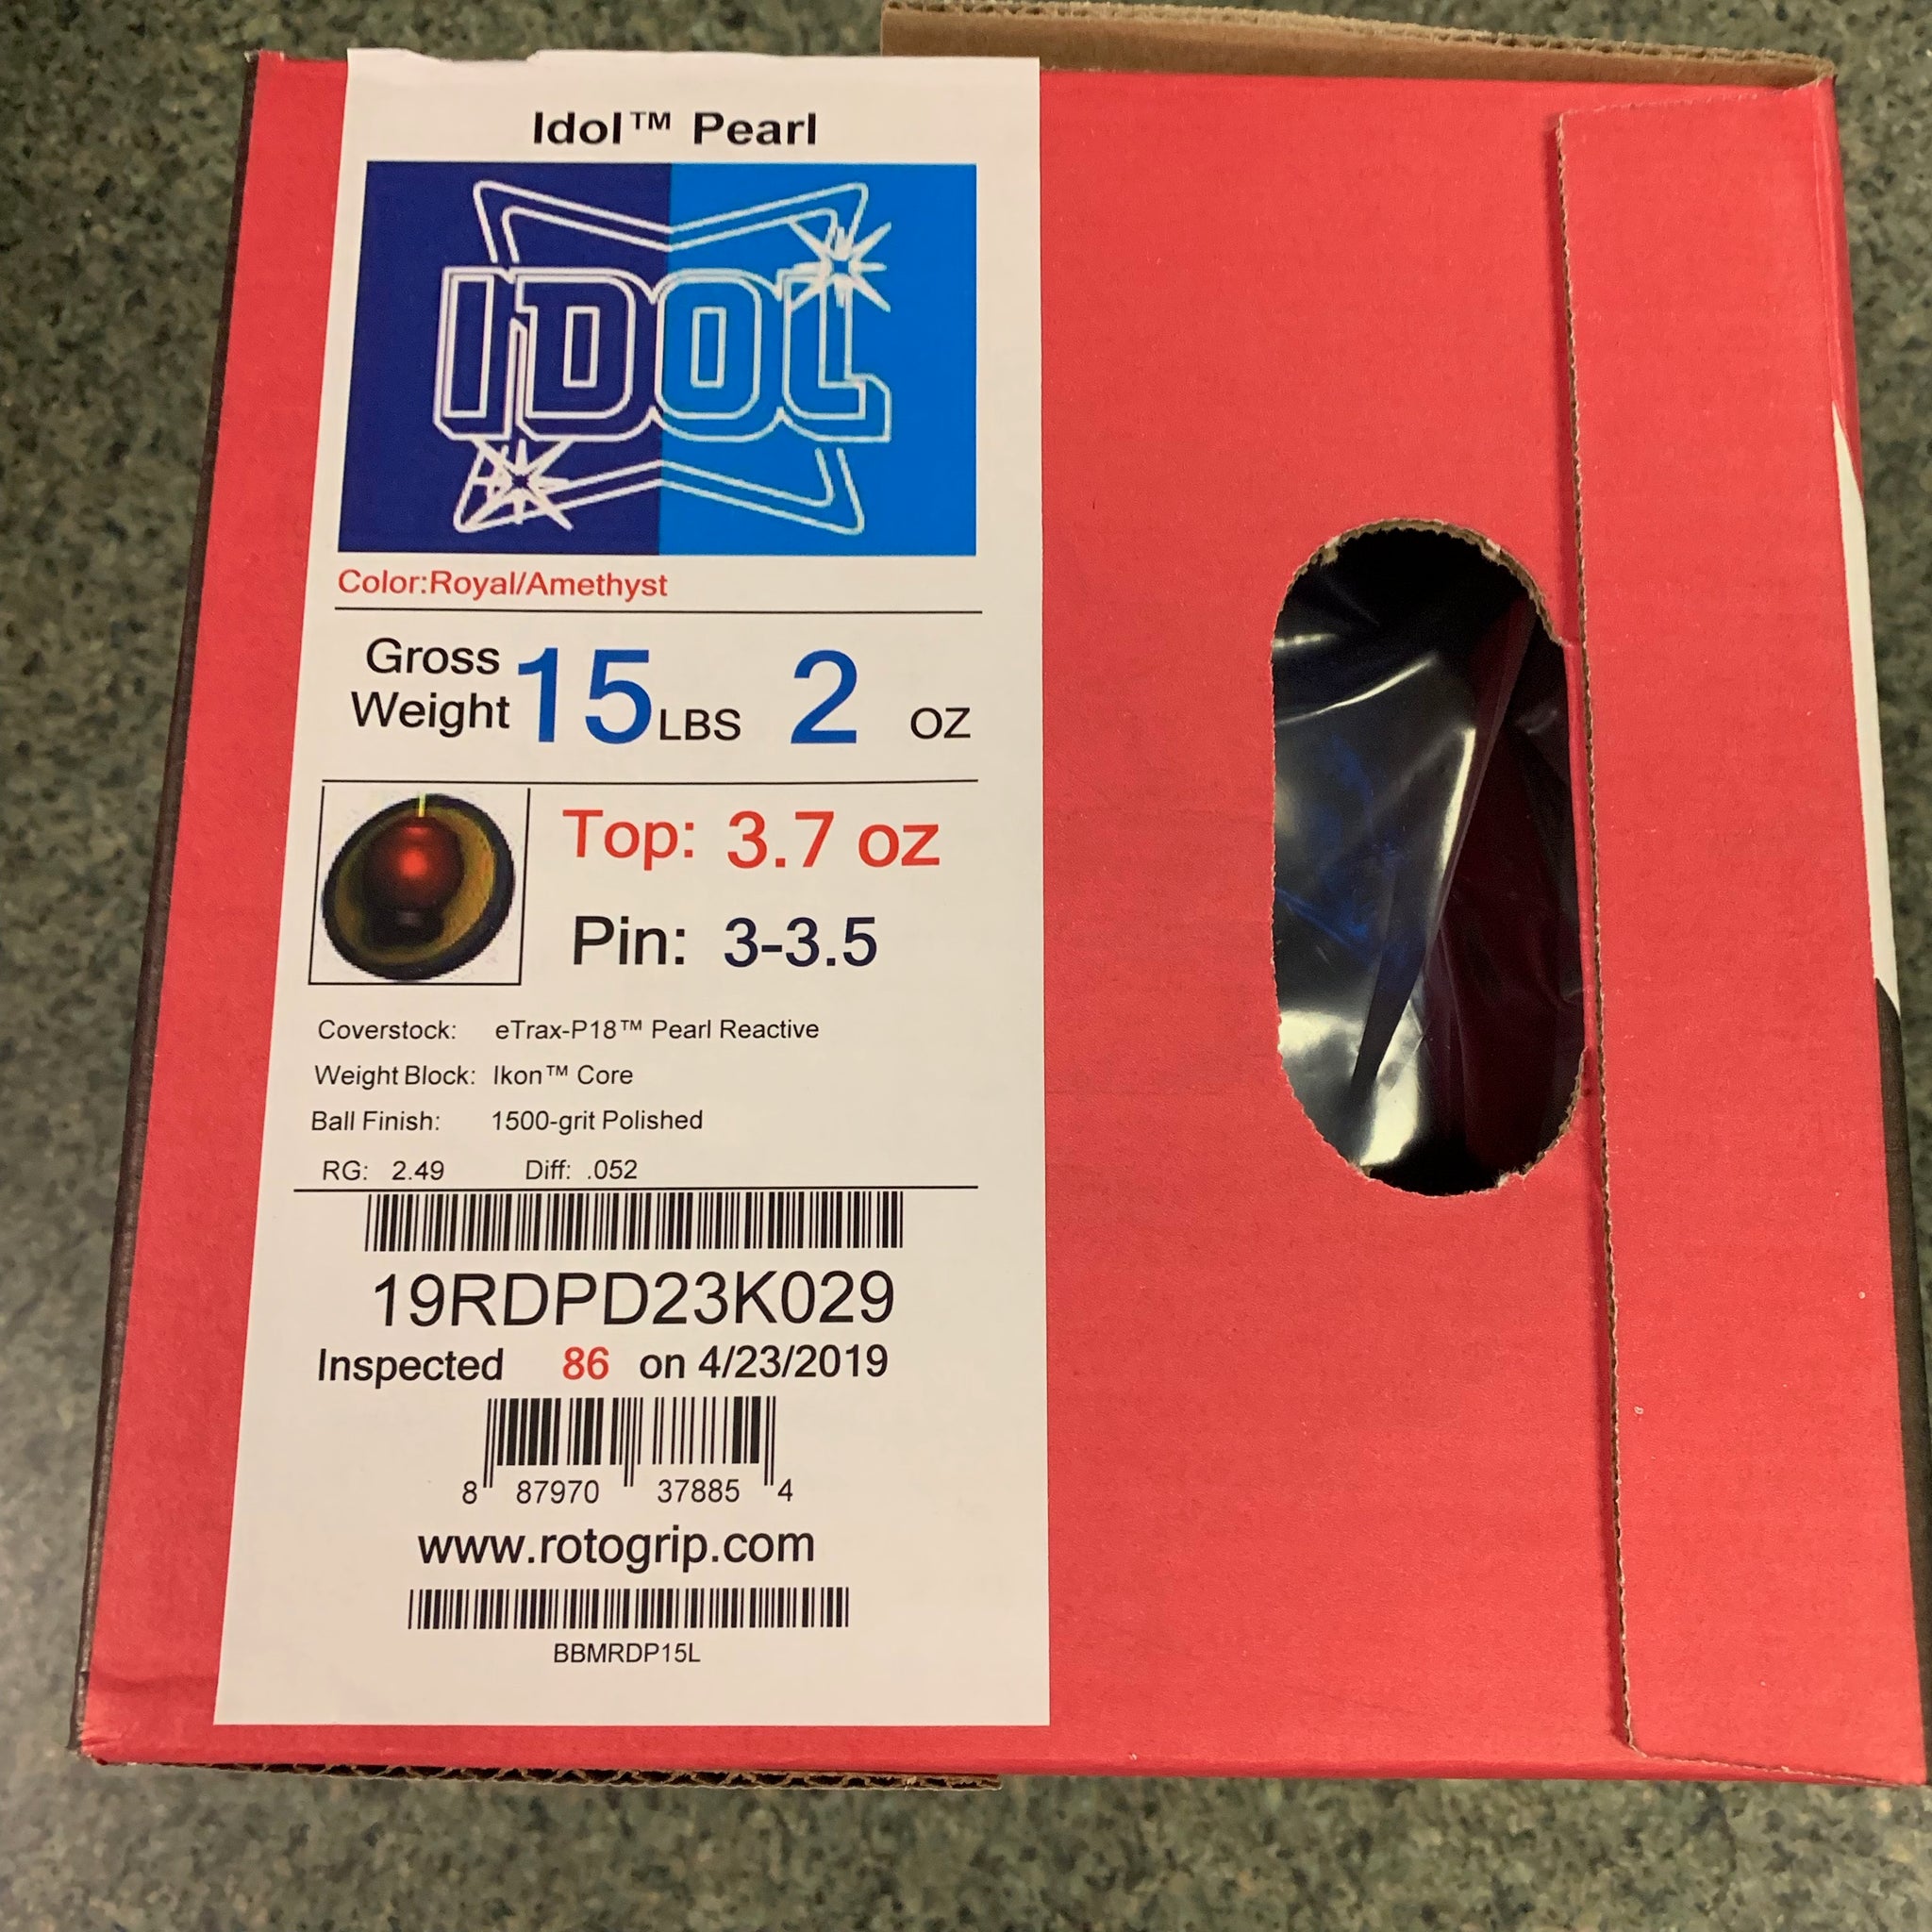 Idol™ Pearl
IDOL
Color:Royal/Amethyst
Gross Weight 15 LBS 2 OZ
Top: 3.7 oz
Pin: 3-3.5
Coverstock: eTrax-P18™ Pearl Reactive
Weight Block: Ikon™ Core
Ball Finish: 1500-grit Polished
RG: 2.49 Diff: .052
19RDPD23K029
Inspected 86 on 4/23/2019
8 87970 37885 4
www.rotogrip.com
BBMRDP15L